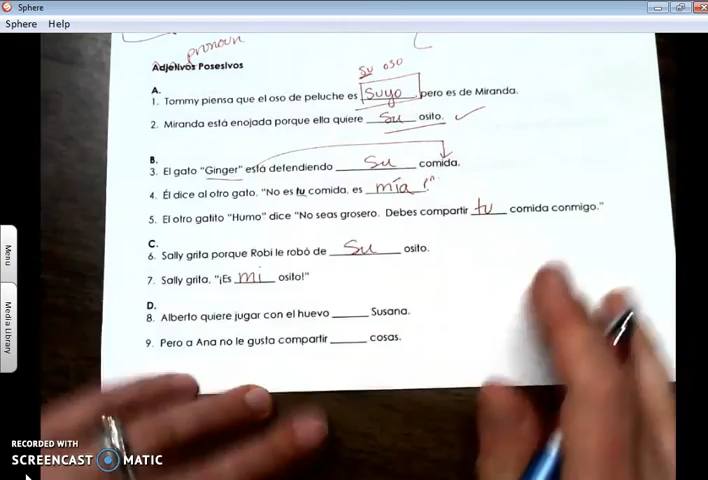 Sphere
Sphere Help
pronoun
Adjetivos Posesivos
su oso
A.
1. Tommy piensa que el oso de peluche es suyo pero es de Miranda.
2. Miranda está enojada porque ella quiere su osito.
B.
3. El gato "Ginger" está defendiendo su comida.
4. Él dice al otro gato, "No es tu comida, es mía!"
5. El otro gatito "Humo" dice "No seas grosero. Debes compartir tu comida conmigo."
C.
6. Sally grita porque Robi le robó de su osito.
7. Sally grita, "¡Es mi osito!"
D.
8. Alberto quiere jugar con el huevo ______ Susana.
9. Pero a Ana no le gusta compartir ______ cosas.
Menu
Media Library
RECORDED WITH
SCREENCAST MATIC